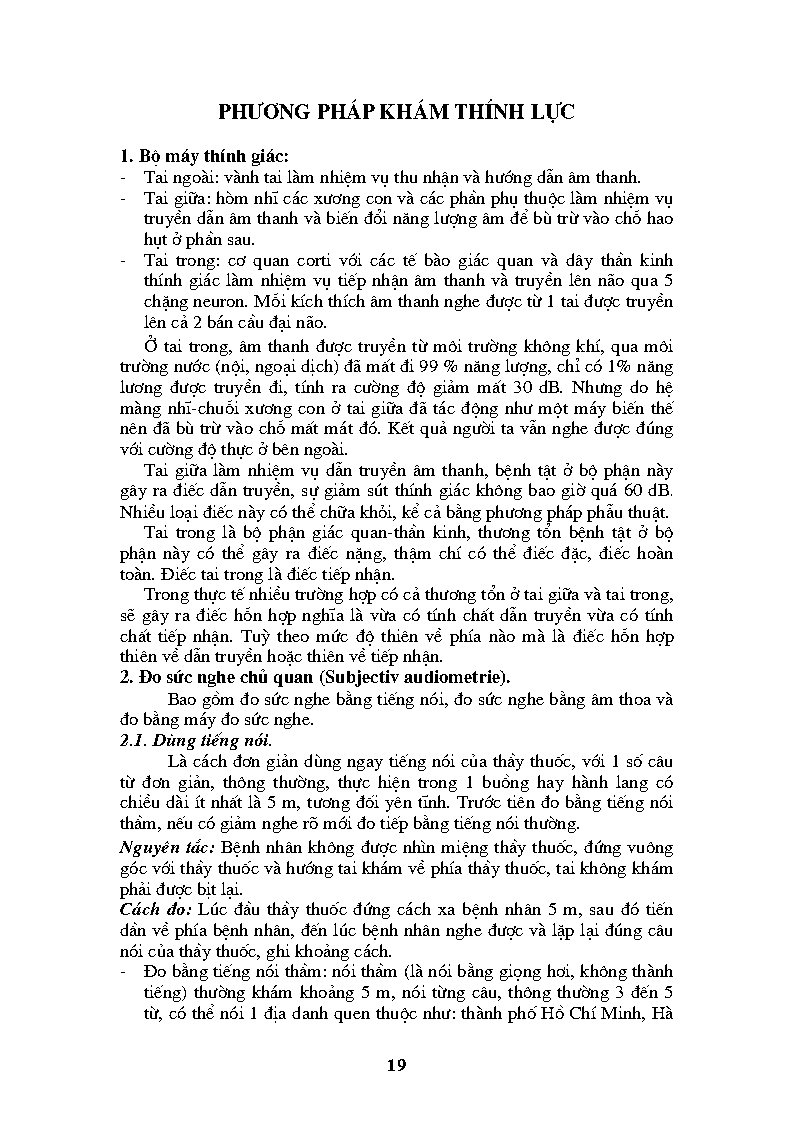 PHƯƠNG PHÁP KHÁM THÍNH LỰC
1. Bộ máy thính giác:
- Tai ngoài: vành tai làm nhiệm vụ thu nhận và hướng dẫn âm thanh.
- Tai giữa: hòm nhĩ các xương con và các phần phụ thuộc làm nhiệm vụ
truyền dẫn âm thanh và biến đổi năng lượng âm để bù trừ vào chỗ hao
hụt ở phần sau.
- Tai trong: cơ quan corti với các tế bào giác quan và dây thần kinh
thính giác làm nhiệm vụ tiếp nhận âm thanh và truyền lên não qua 5
chặng neuron. Mỗi kích thích âm thanh nghe được từ 1 tai được truyền
lên cả 2 bán cầu đại não.
Ở tai trong, âm thanh được truyền từ môi trường không khí, qua môi
trường nước (nội, ngoại dịch) đã mất đi 99 % năng lượng, chỉ có 1% năng
lương được truyền đi, tính ra cường độ giảm mất 30 dB. Nhưng do hệ
màng nhĩ-chuỗi xương con ở tai giữa đã tác động như một máy biến thế
nên đã bù trừ vào chỗ mất mát đó. Kết quả người ta vẫn nghe được đúng
với cường độ thực ở bên ngoài.
Tai giữa làm nhiệm vụ dẫn truyền âm thanh, bệnh tật ở bộ phận này
gây ra điếc dẫn truyền, sự giảm sút thính giác không bao giờ quá 60 dB.
Nhiều loại điếc này có thể chữa khỏi, kể cả bằng phương pháp phẫu thuật.
Tai trong là bộ phận giác quan-thần kinh, thương tổn bệnh tật ở bộ
phận này có thể gây ra điếc nặng, thậm chí có thể điếc đặc, điếc hoàn
toàn. Điếc tai trong là điếc tiếp nhận.
Trong thực tế nhiều trường hợp có cả thương tổn ở tai giữa và tai trong,
sẽ gây ra điếc hỗn hợp nghĩa là vừa có tính chất dẫn truyền vừa có tính
chất tiếp nhận. Tuỳ theo mức độ thiên về phía nào mà là điếc hỗn hợp
thiên về dẫn truyền hoặc thiên về tiếp nhận.
2. Đo sức nghe chủ quan (Subjectiv audiometrie).
Bao gồm đo sức nghe bằng tiếng nói, đo sức nghe bằng âm thoa và
đo bằng máy đo sức nghe.
2.1. Dùng tiếng nói.
Là cách đơn giản dùng ngay tiếng nói của thầy thuốc, với 1 số câu
từ đơn giản, thông thường, thực hiện trong 1 buồng hay hành lang có
chiều dài ít nhất là 5 m, tương đối yên tĩnh. Trước tiên đo bằng tiếng nói
thầm, nếu có giảm nghe rõ mới đo tiếp bằng tiếng nói thường.
Nguyên tắc: Bệnh nhân không được nhìn miệng thầy thuốc, đứng vuông
góc với thầy thuốc và hướng tai khám về phía thầy thuốc, tai không khám
phải được bịt lại.
Cách đo: Lúc đầu thầy thuốc đứng cách xa bệnh nhân 5 m, sau đó tiến
dần về phía bệnh nhân, đến lúc bệnh nhân nghe được và lặp lại đúng câu
nói của thầy thuốc, ghi khoảng cách.
- Đo bằng tiếng nói thầm: nói thầm (là nói bằng giọng hơi, không thành
tiếng) thường khám khoảng 5 m, nói từng câu, thông thường 3 đến 5
từ, có thể nói 1 địa danh quen thuộc như: thành phố Hồ Chí Minh, Hà
19